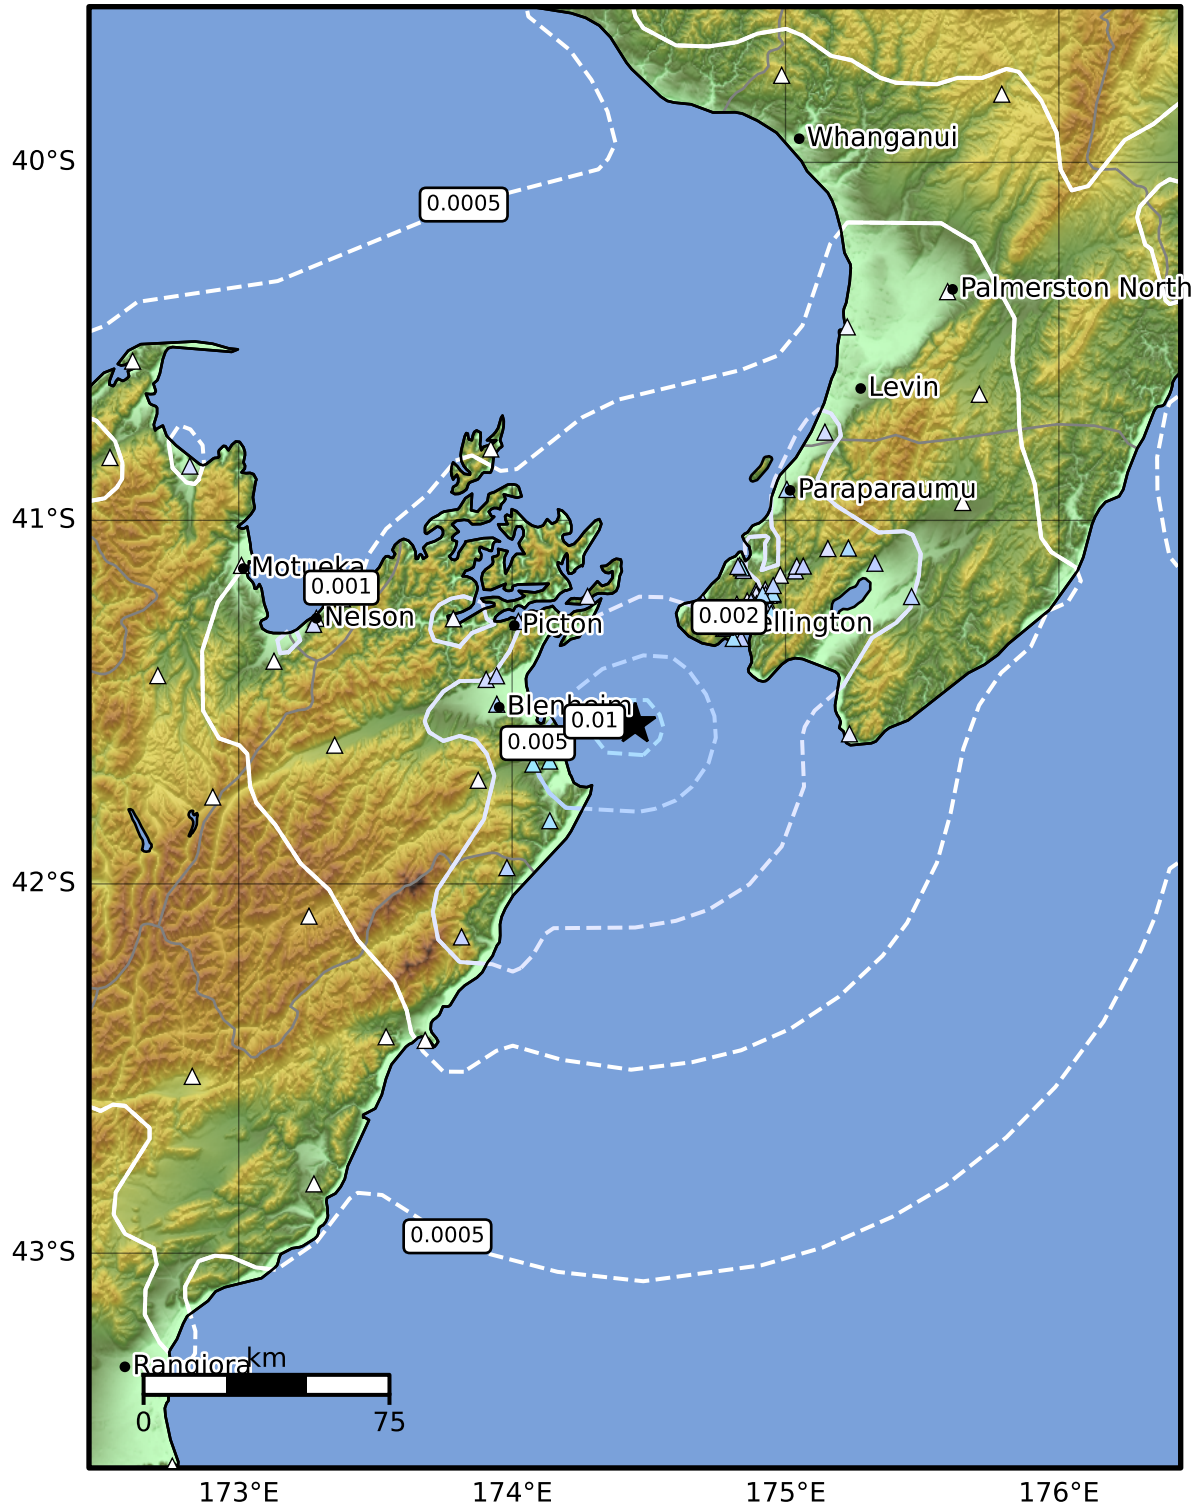 Whanganui
40°S
0.0005
Palmerston North
Levin
Paraparaumu
41°S
Motueka
0.001
Nelson
Picton
0.002
ellington
Blenheim
0.01
0.005
42°S
0.0005
43°S
Rangiora
km
0
75
173°E
174°E
175°E
176°E